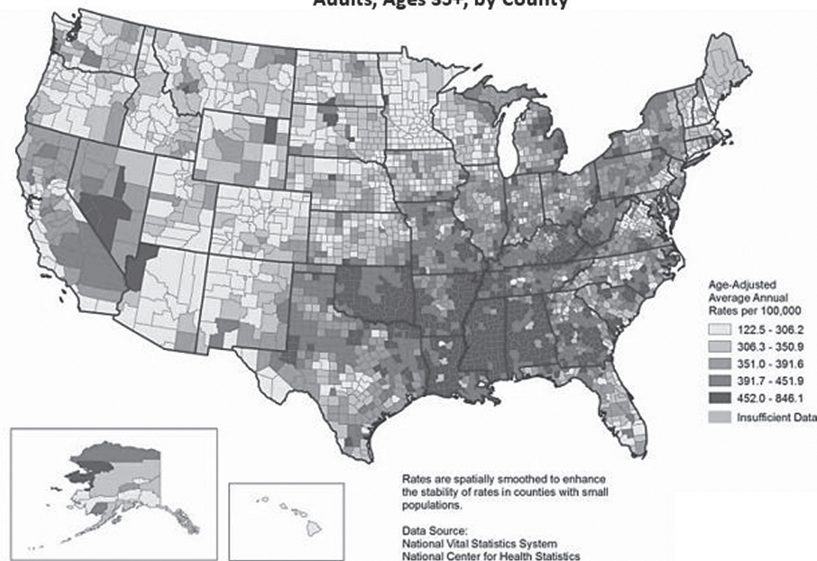 Adults, Ages 35+, by County
Age-Adjusted
Average Annual
Rates per 100,000
122.5 - 306.2
306.3 - 350.9
351.0 - 391.6
391.7 - 451.9
452.0 - 846.1
Insufficient Data
Rates are spatially smoothed to enhance
the stability of rates in counties with small
populations.
Data Source:
National Vital Statistics System
National Center for Health Statistics